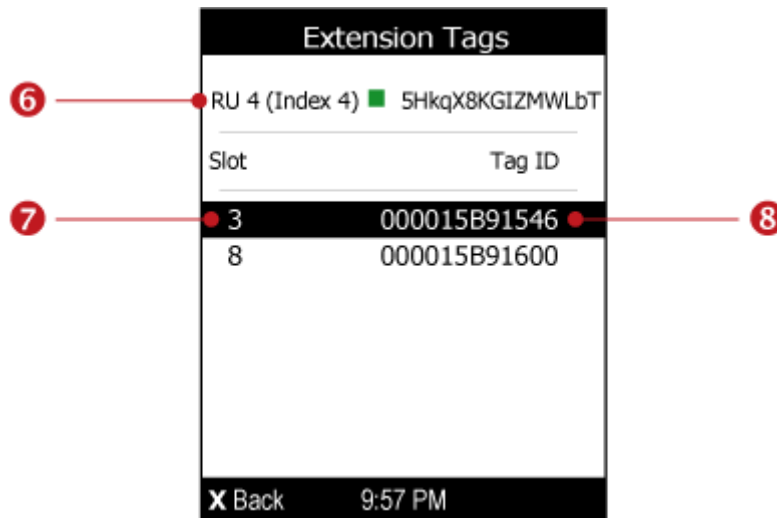 Extension Tags
6 RU 4 (Index 4) 5HkqX8KGIZMWLbT
Slot Tag ID
7 3 000015B91546 8
8 000015B91600
X Back 9:57 PM